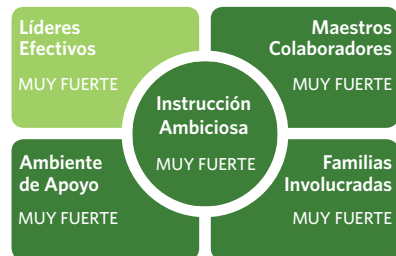 Líderes
Efectivos
MUY FUERTE
Maestros
Colaboradores
MUY FUERTE
Instrucción
Ambiciosa
MUY FUERTE
Ambiente
de Apoyo
MUY FUERTE
Familias
Involucradas
MUY FUERTE